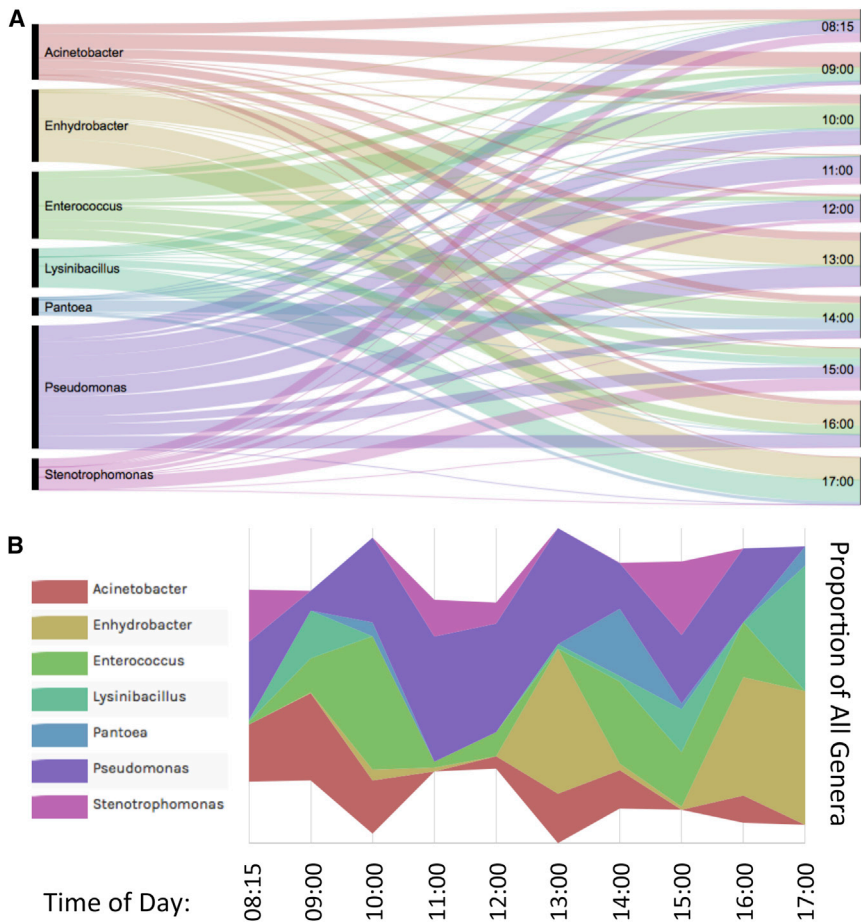 A
Acinetobacter
Enhydrobacter
Enterococcus
Lysinibacillus
Pantoea
Pseudomonas
Stenotrophomonas
08:15
09:00
10:00
11:00
12:00
13:00
14:00
15:00
16:00
17:00
B
Acinetobacter
Enhydrobacter
Enterococcus
Lysinibacillus
Pantoea
Pseudomonas
Stenotrophomonas
Proportion of All Genera
Time of Day:
08:15
09:00
10:00
11:00
12:00
13:00
14:00
15:00
16:00
17:00